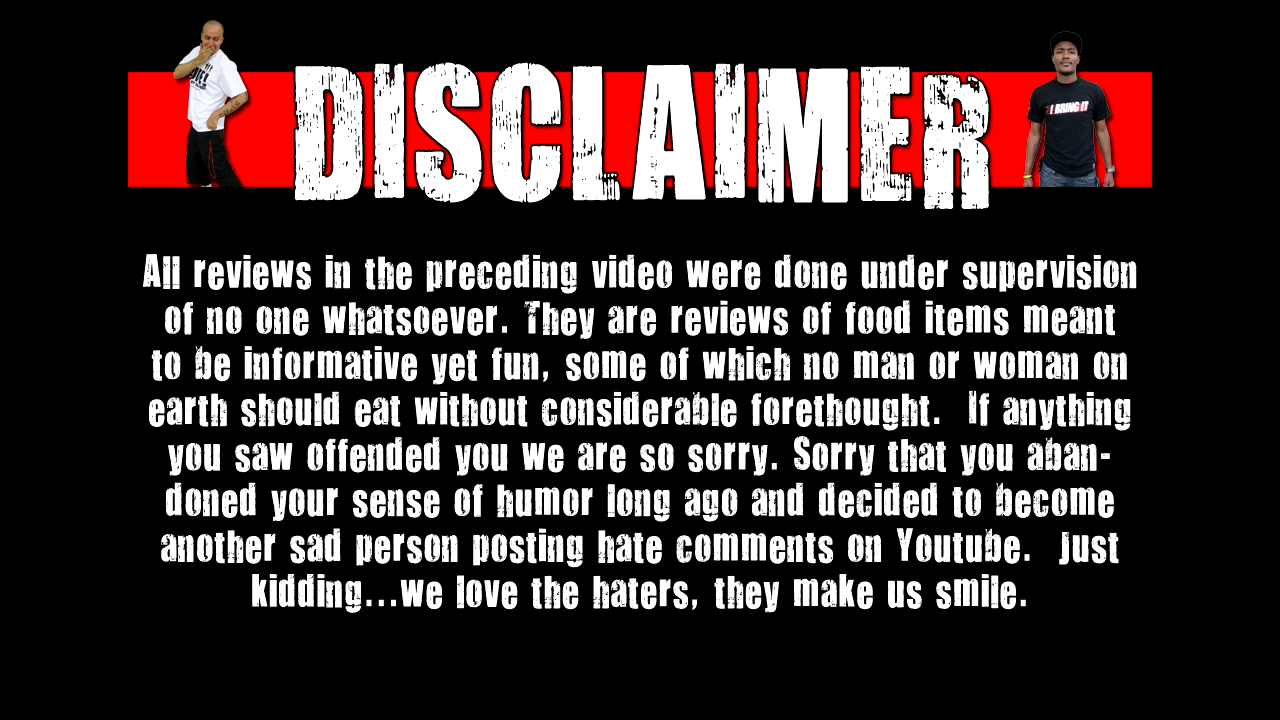 DISCLAIMER
! BRING IT
All reviews in the preceding video were done under supervision
of no one whatsoever. They are reviews of food items meant
to be informative yet fun, some of which no man or woman on
earth should eat without considerable forethought.  If anything
you saw offended you we are so sorry. Sorry that you aban-
doned your sense of humor long ago and decided to become
another sad person posting hate comments on Youtube.  Just
kidding...we love the haters, they make us smile.